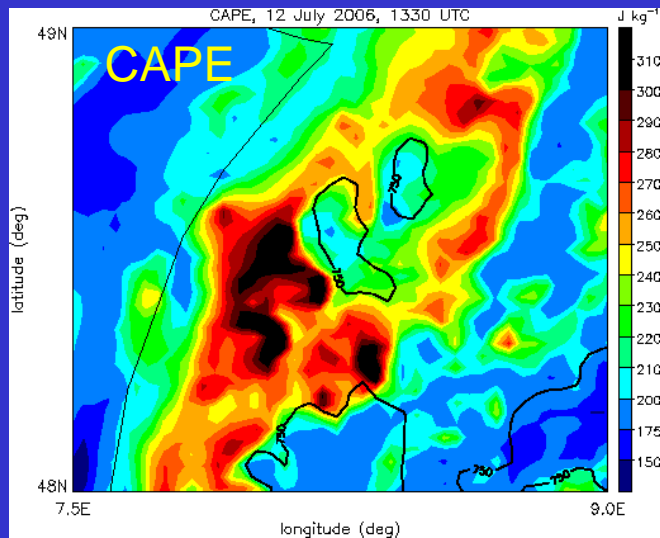 CAPE, 12 July 2006, 1330 UTC
J kg⁻¹
49N
CAPE
310
300
290
280
270
260
250
240
230
220
210
200
175
150
750
750
750
750
750
latitude (deg)
48N
7.5E
9.0E
longitude (deg)